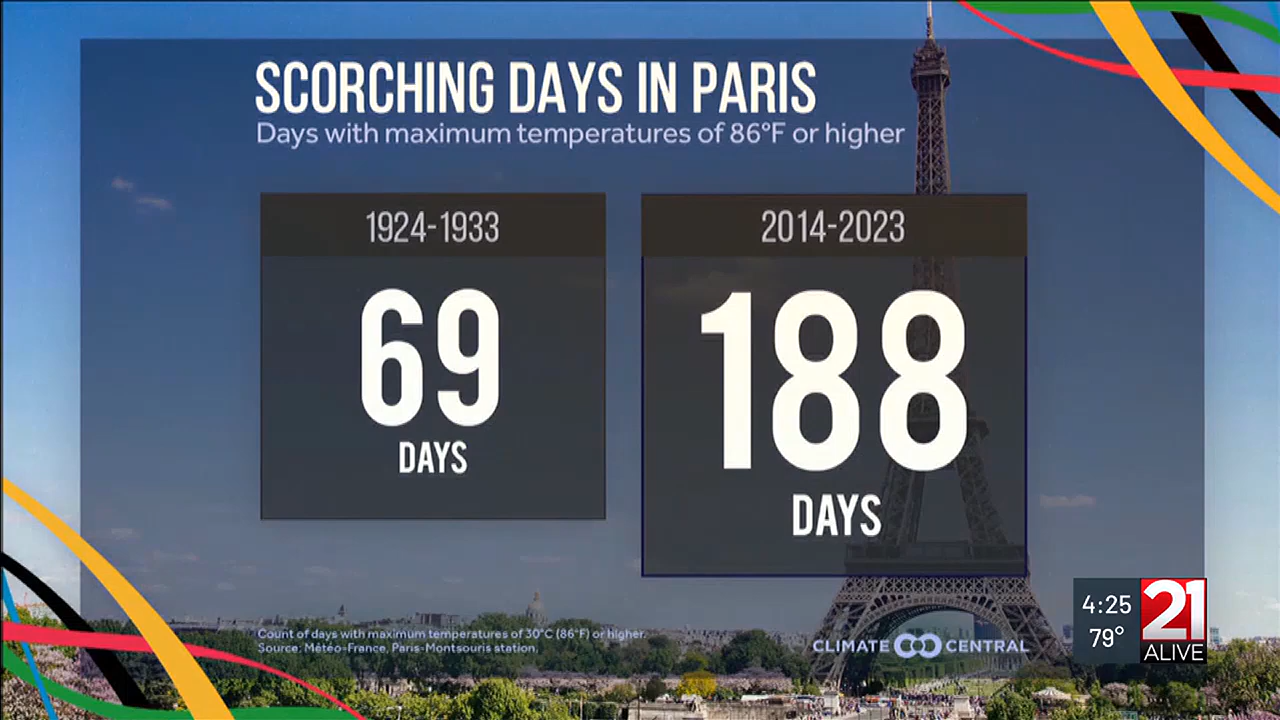 SCORCHING DAYS IN PARIS
Days with maximum temperatures of 86°F or higher
1924-1933
69
DAYS
2014-2023
188
DAYS
Count of days with maximum temperatures of 30°C (86°F) or higher.
Source: Météo-France, Paris-Montsouris station.
CLIMATE CENTRAL
4:25
79°
21
ALIVE